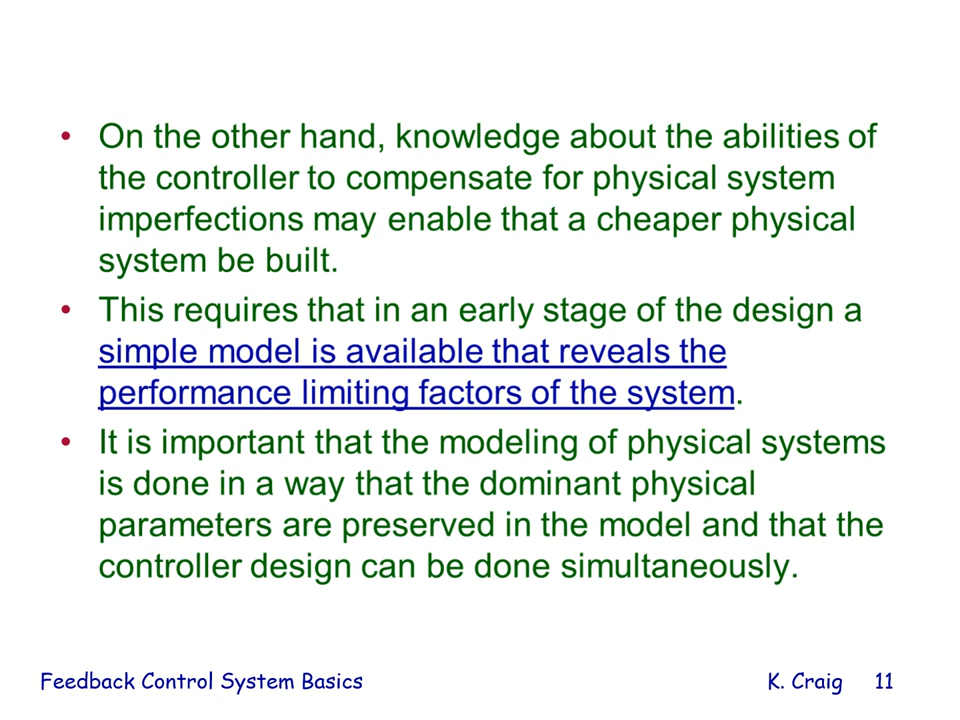 • On the other hand, knowledge about the abilities of
the controller to compensate for physical system
imperfections may enable that a cheaper physical
system be built.
• This requires that in an early stage of the design a
simple model is available that reveals the
performance limiting factors of the system.
• It is important that the modeling of physical systems
is done in a way that the dominant physical
parameters are preserved in the model and that the
controller design can be done simultaneously.
Feedback Control System Basics K. Craig 11